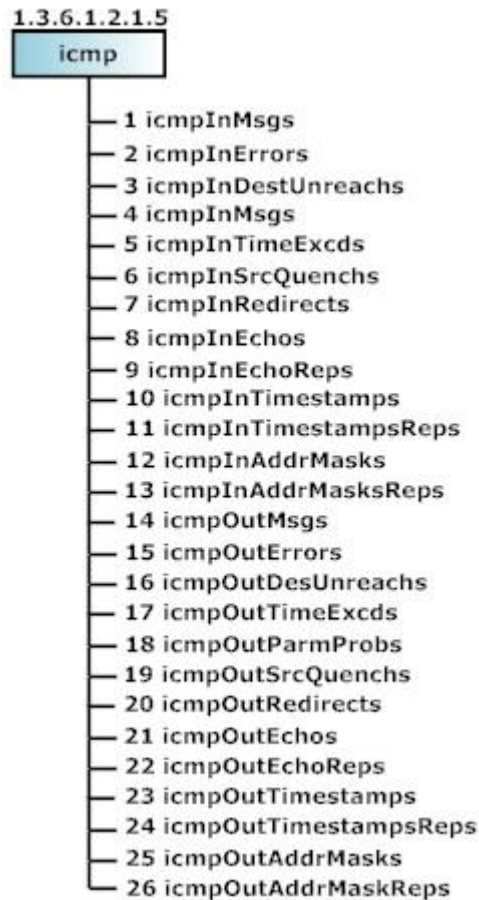 1.3.6.1.2.1.5
icmp
1 icmpInMsgs
2 icmpInErrors
3 icmpInDestUnreachs
4 icmpInMsgs
5 icmpInTimeExcds
6 icmpInSrcQuenchs
7 icmpInRedirects
8 icmpInEchos
9 icmpInEchoReps
10 icmpInTimestamps
11 icmpInTimestampsReps
12 icmpInAddrMasks
13 icmpInAddrMasksReps
14 icmpOutMsgs
15 icmpOutErrors
16 icmpOutDesUnreachs
17 icmpOutTimeExcds
18 icmpOutParmProbs
19 icmpOutSrcQuenchs
20 icmpOutRedirects
21 icmpOutEchos
22 icmpOutEchoReps
23 icmpOutTimestamps
24 icmpOutTimestampsReps
25 icmpOutAddrMasks
26 icmpOutAddrMaskReps